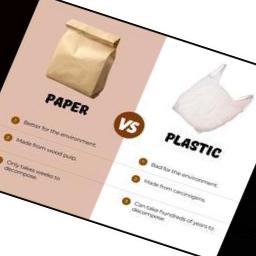 PAPER
Better for the environment.
Made from wood pulp.
Only takes weeks to
decompose.
VS
PLASTIC
Bad for the environment.
Made from carcinogens.
Can take hundreds of years to
decompose.